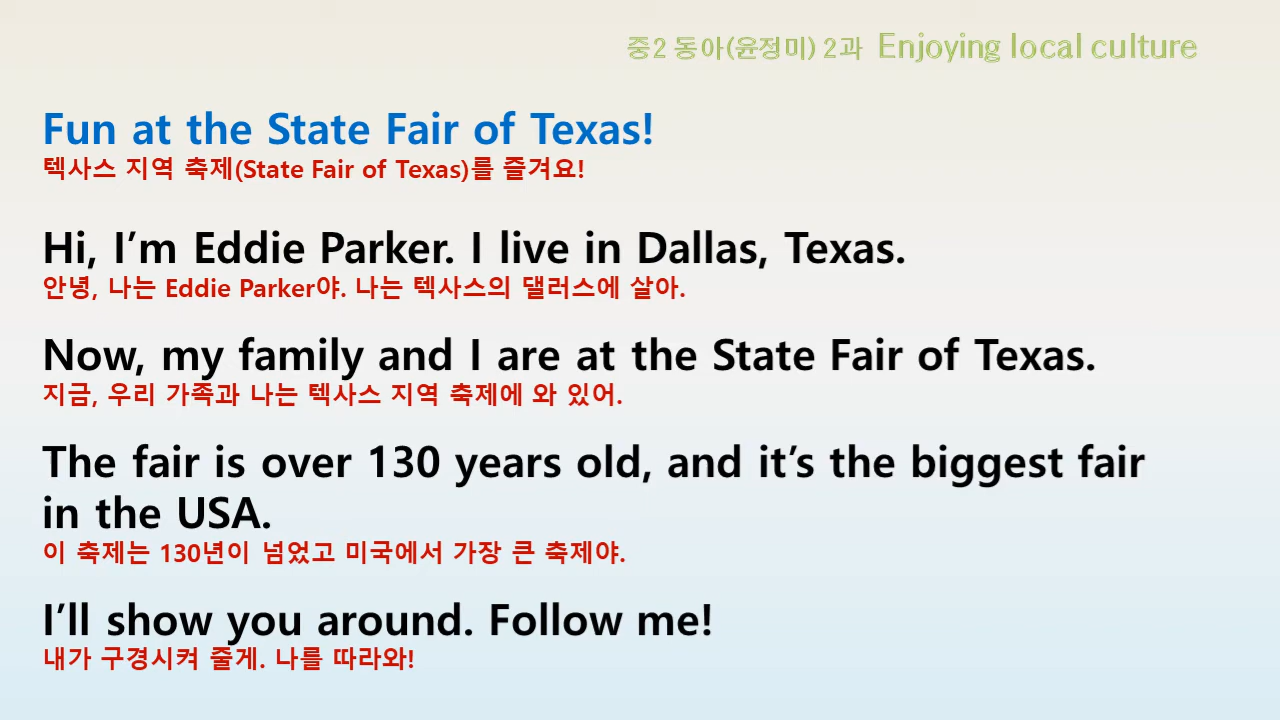 중2 동아(윤정미) 2과 Enjoying local culture
Fun at the State Fair of Texas!
텍사스 지역 축제(State Fair of Texas)를 즐겨요!
Hi, I’m Eddie Parker. I live in Dallas, Texas.
안녕, 나는 Eddie Parker야. 나는 텍사스의 댈러스에 살아.
Now, my family and I are at the State Fair of Texas.
지금, 우리 가족과 나는 텍사스 지역 축제에 와 있어.
The fair is over 130 years old, and it’s the biggest fair
in the USA.
이 축제는 130년이 넘었고 미국에서 가장 큰 축제야.
I’ll show you around. Follow me!
내가 구경시켜 줄게. 나를 따라와!